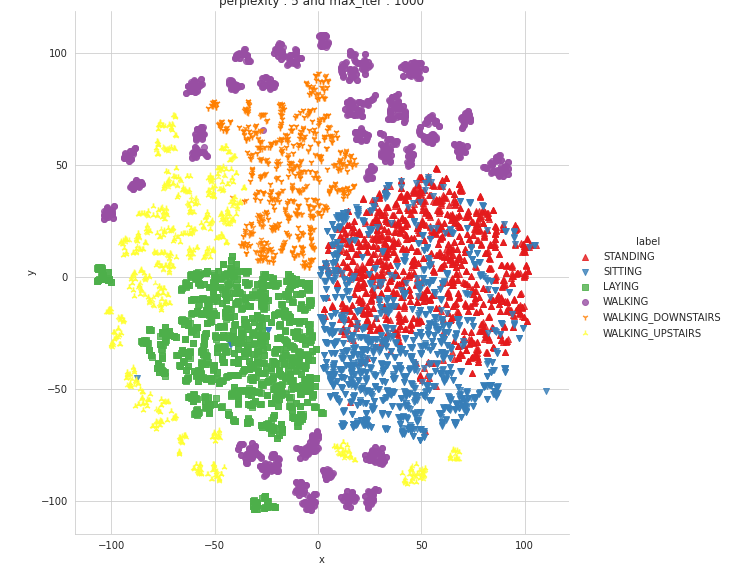 perplexity : 5 and max_iter : 1000
100
50
y
0
−50
−100
−100
−50
0
50
100
x
label
STANDING
SITTING
LAYING
WALKING
WALKING_DOWNSTAIRS
WALKING_UPSTAIRS